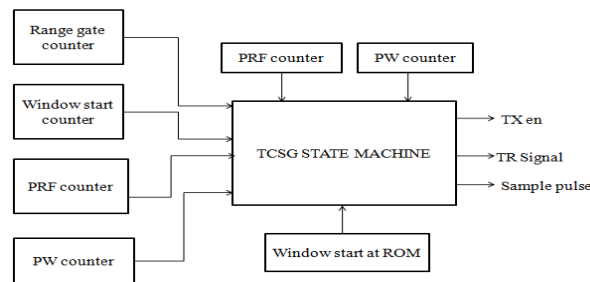 Range gate
counter
PRF counter
PW counter
Window start
counter
TX en
TCSG STATE MACHINE
TR Signal
PRF counter
Sample pulse
PW counter
Window start at ROM